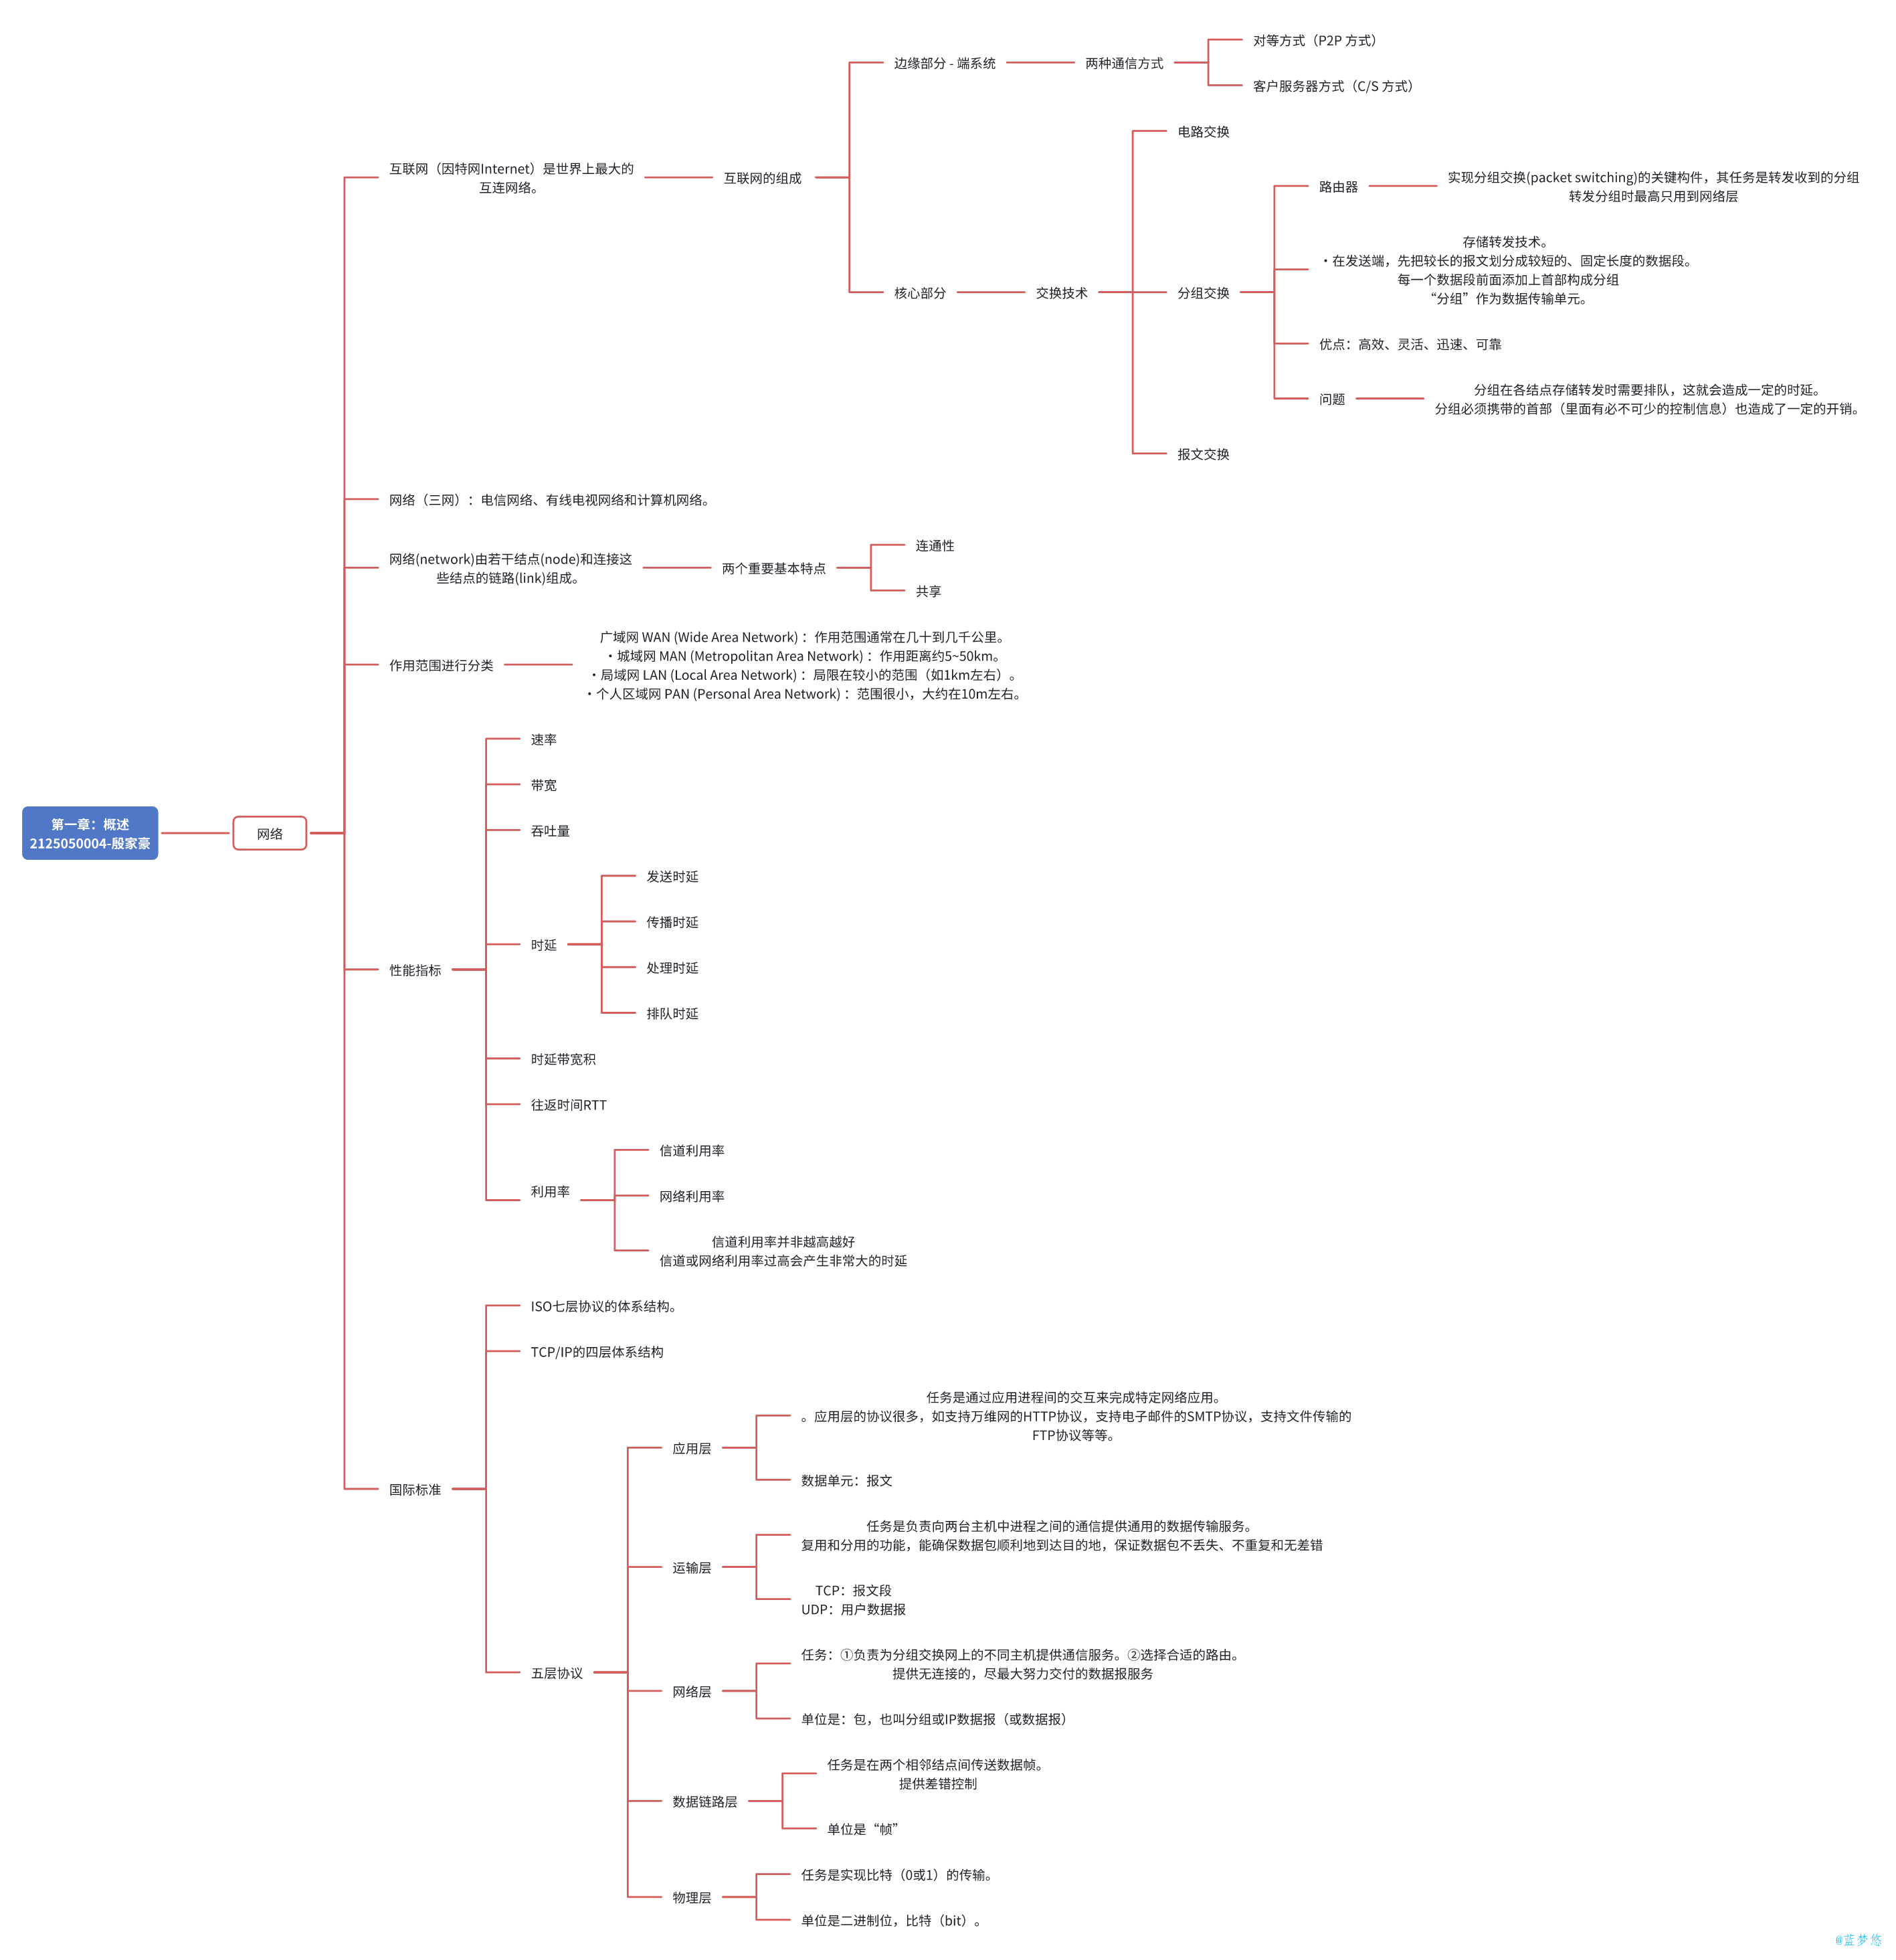 第一章：概述
2125050004-殷家豪
网络
互联网（因特网Internet）是世界上最大的
互连网络。
互联网的组成
边缘部分 - 端系统
两种通信方式
对等方式（P2P 方式）
客户服务器方式（C/S 方式）
核心部分
交换技术
电路交换
分组交换
路由器
实现分组交换(packet switching)的关键构件，其任务是转发收到的分组
转发分组时最高只用到网络层
存储转发技术。
•在发送端，先把较长的报文划分成较短的、固定长度的数据段。
每一个数据段前面添加上首部构成分组
“分组”作为数据传输单元。
优点：高效、灵活、迅速、可靠
问题
分组在各结点存储转发时需要排队，这就会造成一定的时延。
分组必须携带的首部（里面有必不可少的控制信息）也造成了一定的开销。
报文交换
网络（三网）：电信网络、有线电视网络和计算机网络。
网络(network)由若干结点(node)和连接这
些结点的链路(link)组成。
两个重要基本特点
连通性
共享
作用范围进行分类
广域网 WAN (Wide Area Network) ：作用范围通常在几十到几千公里。
•城域网 MAN (Metropolitan Area Network) ：作用距离约5~50km。
•局域网 LAN (Local Area Network) ：局限在较小的范围（如1km左右）。
•个人区域网 PAN (Personal Area Network) ：范围很小，大约在10m左右。
性能指标
速率
带宽
吞吐量
时延
发送时延
传播时延
处理时延
排队时延
时延带宽积
往返时间RTT
利用率
信道利用率
网络利用率
信道利用率并非越高越好
信道或网络利用率过高会产生非常大的时延
国际标准
ISO七层协议的体系结构。
TCP/IP的四层体系结构
五层协议
应用层
任务是通过应用进程间的交互来完成特定网络应用。
。应用层的协议很多，如支持万维网的HTTP协议，支持电子邮件的SMTP协议，支持文件传输的
FTP协议等等。
数据单元：报文
运输层
任务是负责向两台主机中进程之间的通信提供通用的数据传输服务。
复用和分用的功能，能确保数据包顺利地到达目的地，保证数据包不丢失、不重复和无差错
TCP：报文段
UDP：用户数据报
网络层
任务：①负责为分组交换网上的不同主机提供通信服务。②选择合适的路由。
提供无连接的，尽最大努力交付的数据报服务
单位是：包，也叫分组或IP数据报（或数据报）
数据链路层
任务是在两个相邻结点间传送数据帧。
提供差错控制
单位是“帧”
物理层
任务是实现比特（0或1）的传输。
单位是二进制位，比特（bit）。
@蓝梦悠